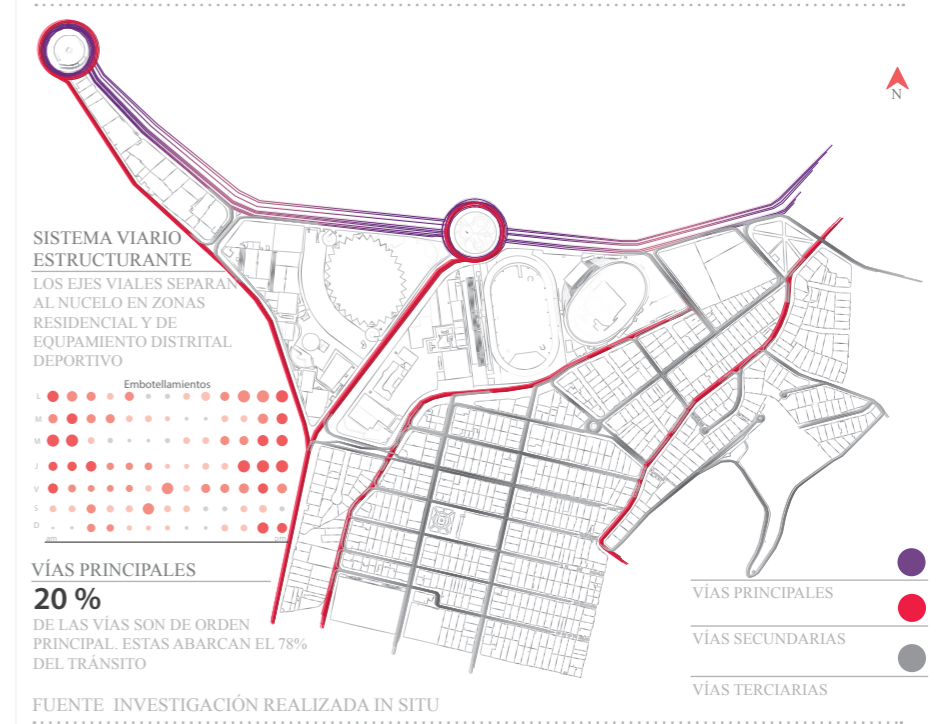 N
SISTEMA VIARIO
ESTRUCTURANTE
LOS EJES VIALES SEPARAN
AL NUCELO EN ZONAS
RESIDENCIAL Y DE
EQUPAMIENTO DISTRITAL
DEPORTIVO
Embotellamientos
L
M
M
J
V
S
D
am pm
VÍAS PRINCIPALES
20 %
DE LAS VÍAS SON DE ORDEN
PRINCIPAL. ESTAS ABARCAN EL 78%
DEL TRÁNSITO
VÍAS PRINCIPALES
VÍAS SECUNDARIAS
VÍAS TERCIARIAS
FUENTE INVESTIGACIÓN REALIZADA IN SITU